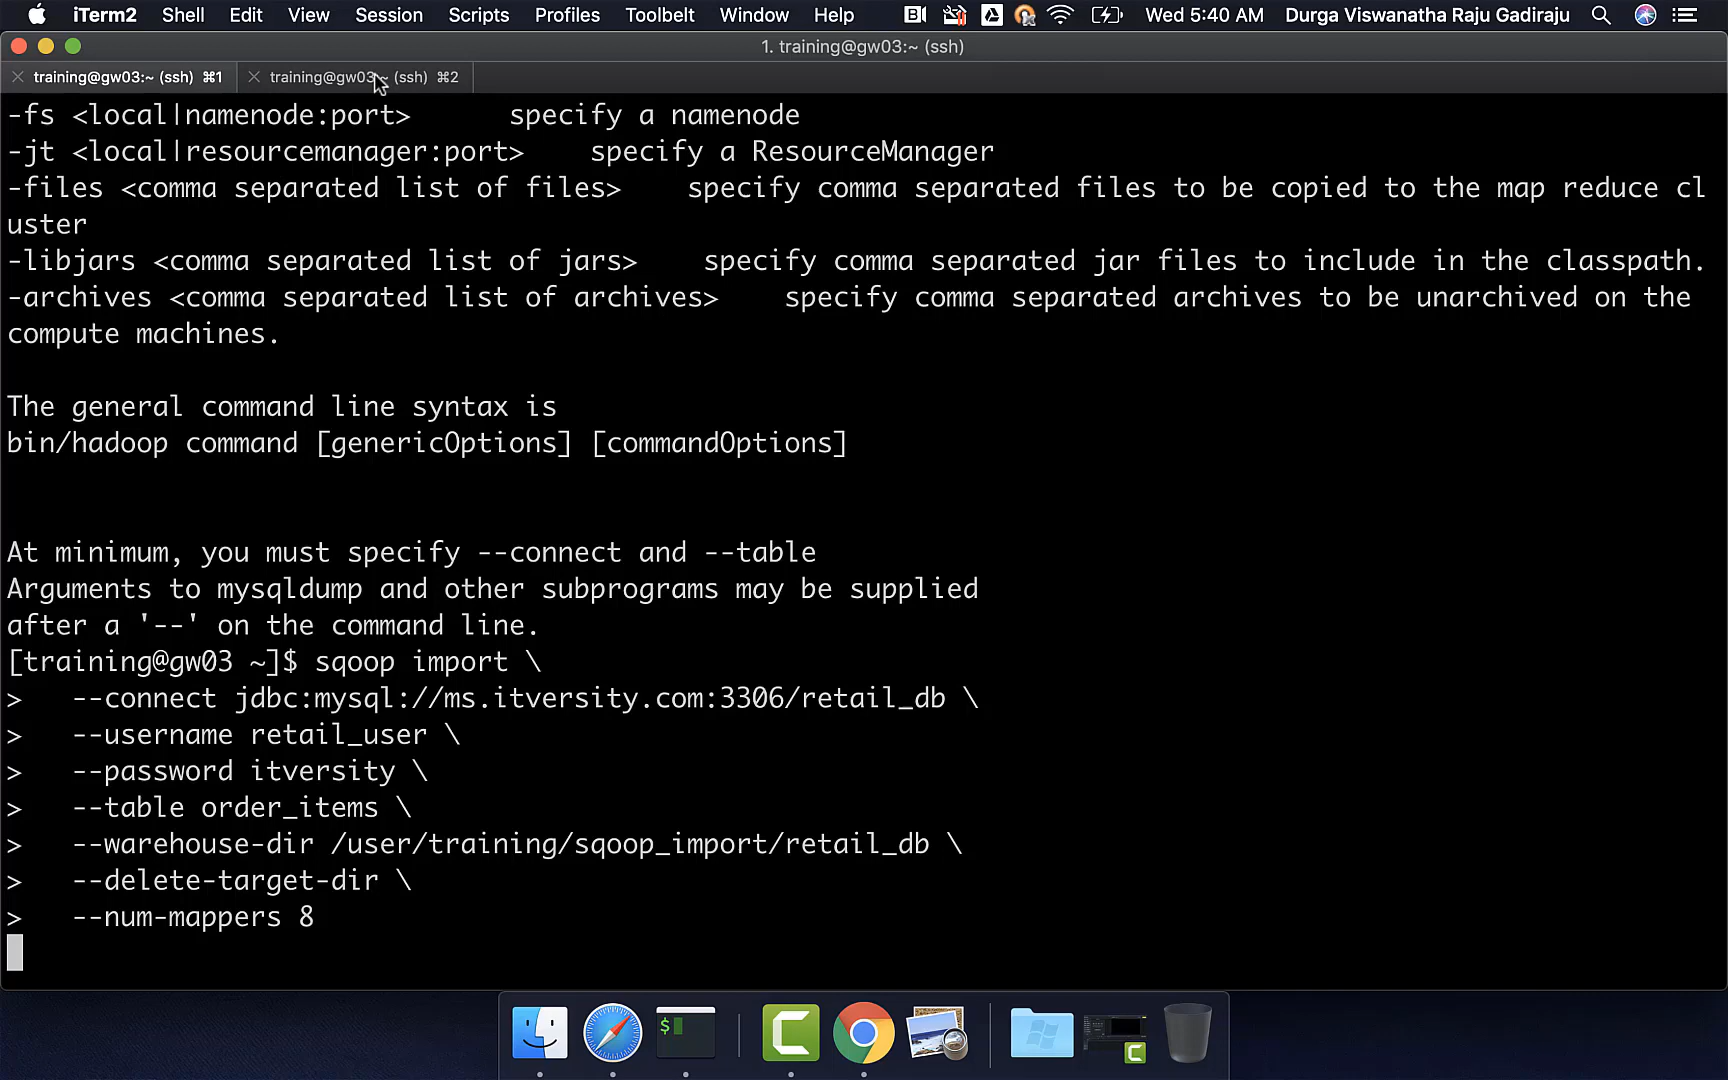 iTerm2 Shell Edit View Session Scripts Profiles Toolbelt Window Help Wed 5:40 AM Durga Viswanatha Raju Gadiraju
1. training@gw03:~ (ssh)
training@gw03:~ (ssh) ⌘1 training@gw03:~ (ssh) ⌘2
-fs <local|namenode:port>      specify a namenode
-jt <local|resourcemanager:port>    specify a ResourceManager
-files <comma separated list of files>    specify comma separated files to be copied to the map reduce cl
uster
-libjars <comma separated list of jars>    specify comma separated jar files to include in the classpath.
-archives <comma separated list of archives>    specify comma separated archives to be unarchived on the
compute machines.
The general command line syntax is
bin/hadoop command [genericOptions] [commandOptions]
At minimum, you must specify --connect and --table
Arguments to mysqldump and other subprograms may be supplied
after a '--' on the command line.
[training@gw03 ~]$ sqoop import \
>   --connect jdbc:mysql://ms.itversity.com:3306/retail_db \
>   --username retail_user \
>   --password itversity \
>   --table order_items \
>   --warehouse-dir /user/training/sqoop_import/retail_db \
>   --delete-target-dir \
>   --num-mappers 8
$